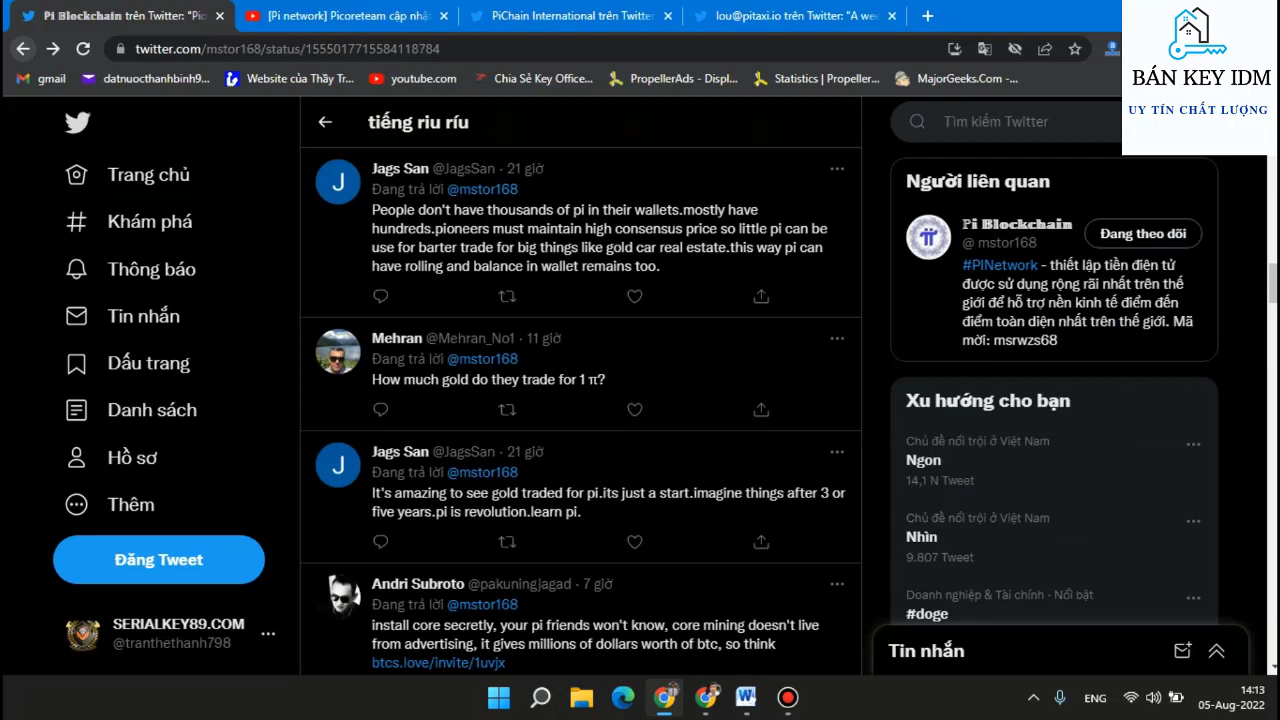 Pi Blockchain trên Twitter: "Pio
[Pi network] Picoreteam cập nhậ
PiChain International trên Twitter
lou@pitaxi.io trên Twitter: "A wee
twitter.com/mstor168/status/1555017715584118784
gmail
datnuocthanhbinh9...
Website của Thầy Tr...
youtube.com
Chia Sẻ Key Office...
PropellerAds - Displ...
Statistics | Propeller...
MajorGeeks.Com -...
BÁN KEY IDM
UY TÍN CHẤT LƯỢNG
Trang chủ
Khám phá
Thông báo
Tin nhắn
Dấu trang
Danh sách
Hồ sơ
Thêm
Đăng Tweet
SERIALKEY89.COM
@tranthethanh798
tiếng riu ríu
Jags San @JagsSan · 21 giờ
Đang trả lời @mstor168
People don't have thousands of pi in their wallets.mostly have
hundreds.pioneers must maintain high consensus price so little pi can be
use for barter trade for big things like gold car real estate.this way pi can
have rolling and balance in wallet remains too.
Mehran @Mehran_No1 · 11 giờ
Đang trả lời @mstor168
How much gold do they trade for 1 π?
Jags San @JagsSan · 21 giờ
Đang trả lời @mstor168
It's amazing to see gold traded for pi.its just a start.imagine things after 3 or
five years.pi is revolution.learn pi.
Andri Subroto @pakuningjagad · 7 giờ
Đang trả lời @mstor168
install core secretly, your pi friends won't know, core mining doesn't live
from advertising, it gives millions of dollars worth of btc, so think
btcs.love/invite/1uvjx
Tìm kiếm Twitter
Người liên quan
Pi Blockchain
@ mstor168
Đang theo dõi
#PINetwork - thiết lập tiền điện tử
được sử dụng rộng rãi nhất trên thế
giới để hỗ trợ nền kinh tế điểm đến
điểm toàn diện nhất trên thế giới. Mã
mời: msrwzs68
Xu hướng cho bạn
Chủ đề nổi trội ở Việt Nam
Ngon
14,1 N Tweet
Chủ đề nổi trội ở Việt Nam
Nhìn
9.807 Tweet
Doanh nghiệp & Tài chính · Nổi bật
#doge
Tin nhắn
ENG
14:13
05-Aug-2022